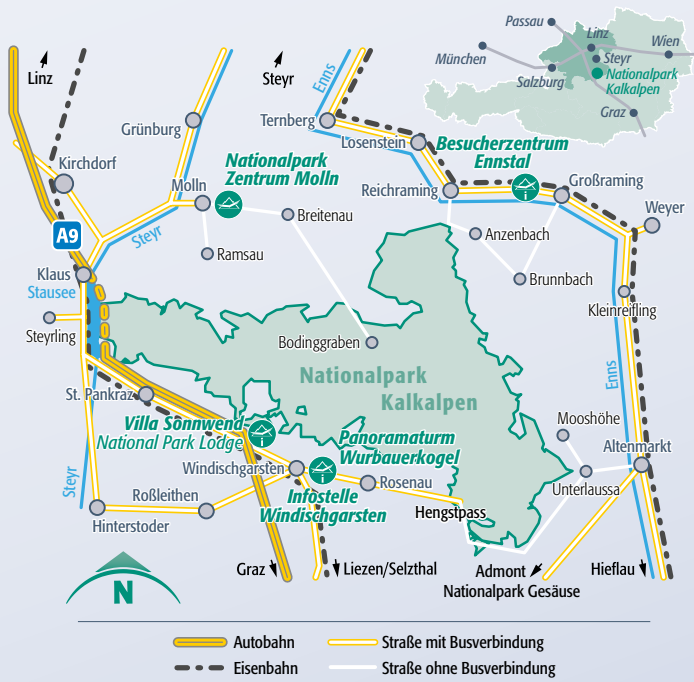 Passau
Linz
Wien
München
Steyr
Salzburg
Nationalpark
Kalkalpen
Graz
Linz
Steyr
Enns
Grünburg
Ternberg
Losenstein
Besucherzentrum
Ennstal
Kirchdorf
Nationalpark
Zentrum Molln
Molln
Reichraming
Großraming
Breitenau
Weyer
A9
Steyr
Anzenbach
Ramsau
Klaus
Stausee
Brunnbach
Kleinreifling
Steyrling
Bodinggraben
Nationalpark
Kalkalpen
Enns
St. Pankraz
Villa Sonnwend
National Park Lodge
Panoramaturm
Wurbauerkogel
Mooshöhe
Altenmarkt
Windischgarsten
Steyr
Roßleithen
Rosenau
Unterlaussa
Infostelle
Windischgarsten
Hengstpass
Hinterstoder
Graz
Liezen/Selzthal
Admont
Nationalpark Gesäuse
Hieflau
N
Autobahn
Straße mit Busverbindung
Eisenbahn
Straße ohne Busverbindung